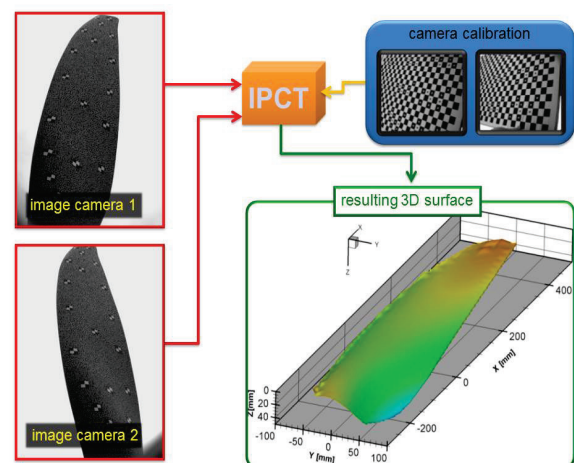 camera calibration
IPCT
image camera 1
resulting 3D surface
X
Y
Z
400
200
X [mm]
0
-200
0
20
40
Z[mm]
-100
-50
0
50
100
Y [mm]
image camera 2